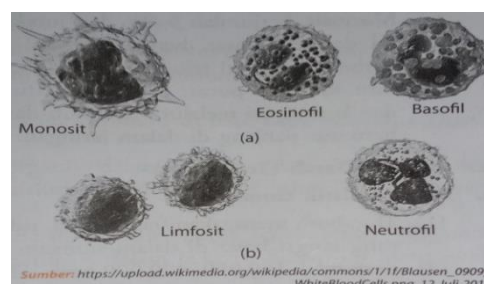 Monosit
Eosinofil
Basofil
(a)
Limfosit
Neutrofil
(b)
Sumber: https://upload.wikimedia.org/wikipedia/commons/1/1f/Blausen_0909
WhiteBloodCells.png, 12 Juli 201